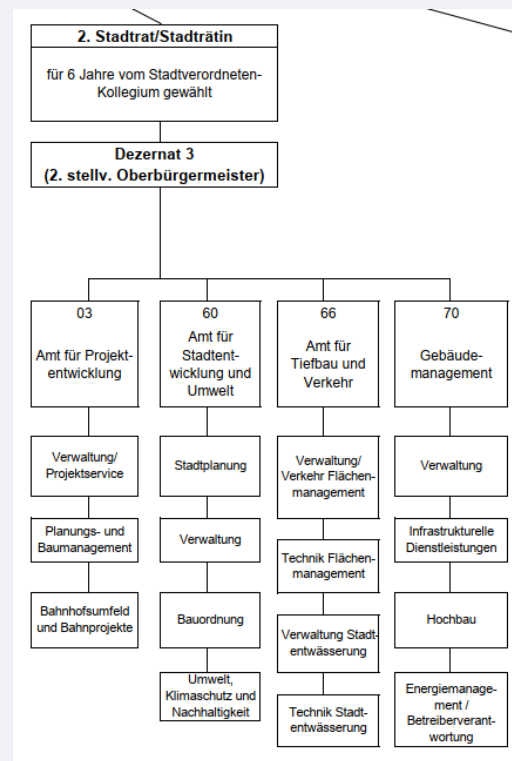 2. Stadtrat/Stadträtin
für 6 Jahre vom Stadtverordneten-
Kollegium gewählt
Dezernat 3
(2. stellv. Oberbürgermeister)
03
Amt für Projekt-
entwicklung
Verwaltung/
Projektservice
Planungs- und
Baumanagement
Bahnhofsumfeld
und Bahnprojekte
60
Amt für
Stadtent-
wicklung und
Umwelt
Stadtplanung
Verwaltung
Bauordnung
Umwelt,
Klimaschutz und
Nachhaltigkeit
66
Amt für
Tiefbau und
Verkehr
Verwaltung/
Verkehr Flächen-
management
Technik Flächen-
management
Verwaltung Stadt-
entwässerung
Technik Stadt-
entwässerung
70
Gebäude-
management
Verwaltung
Infrastrukturelle
Dienstleistungen
Hochbau
Energiemanage-
ment /
Betreiberverant-
wortung